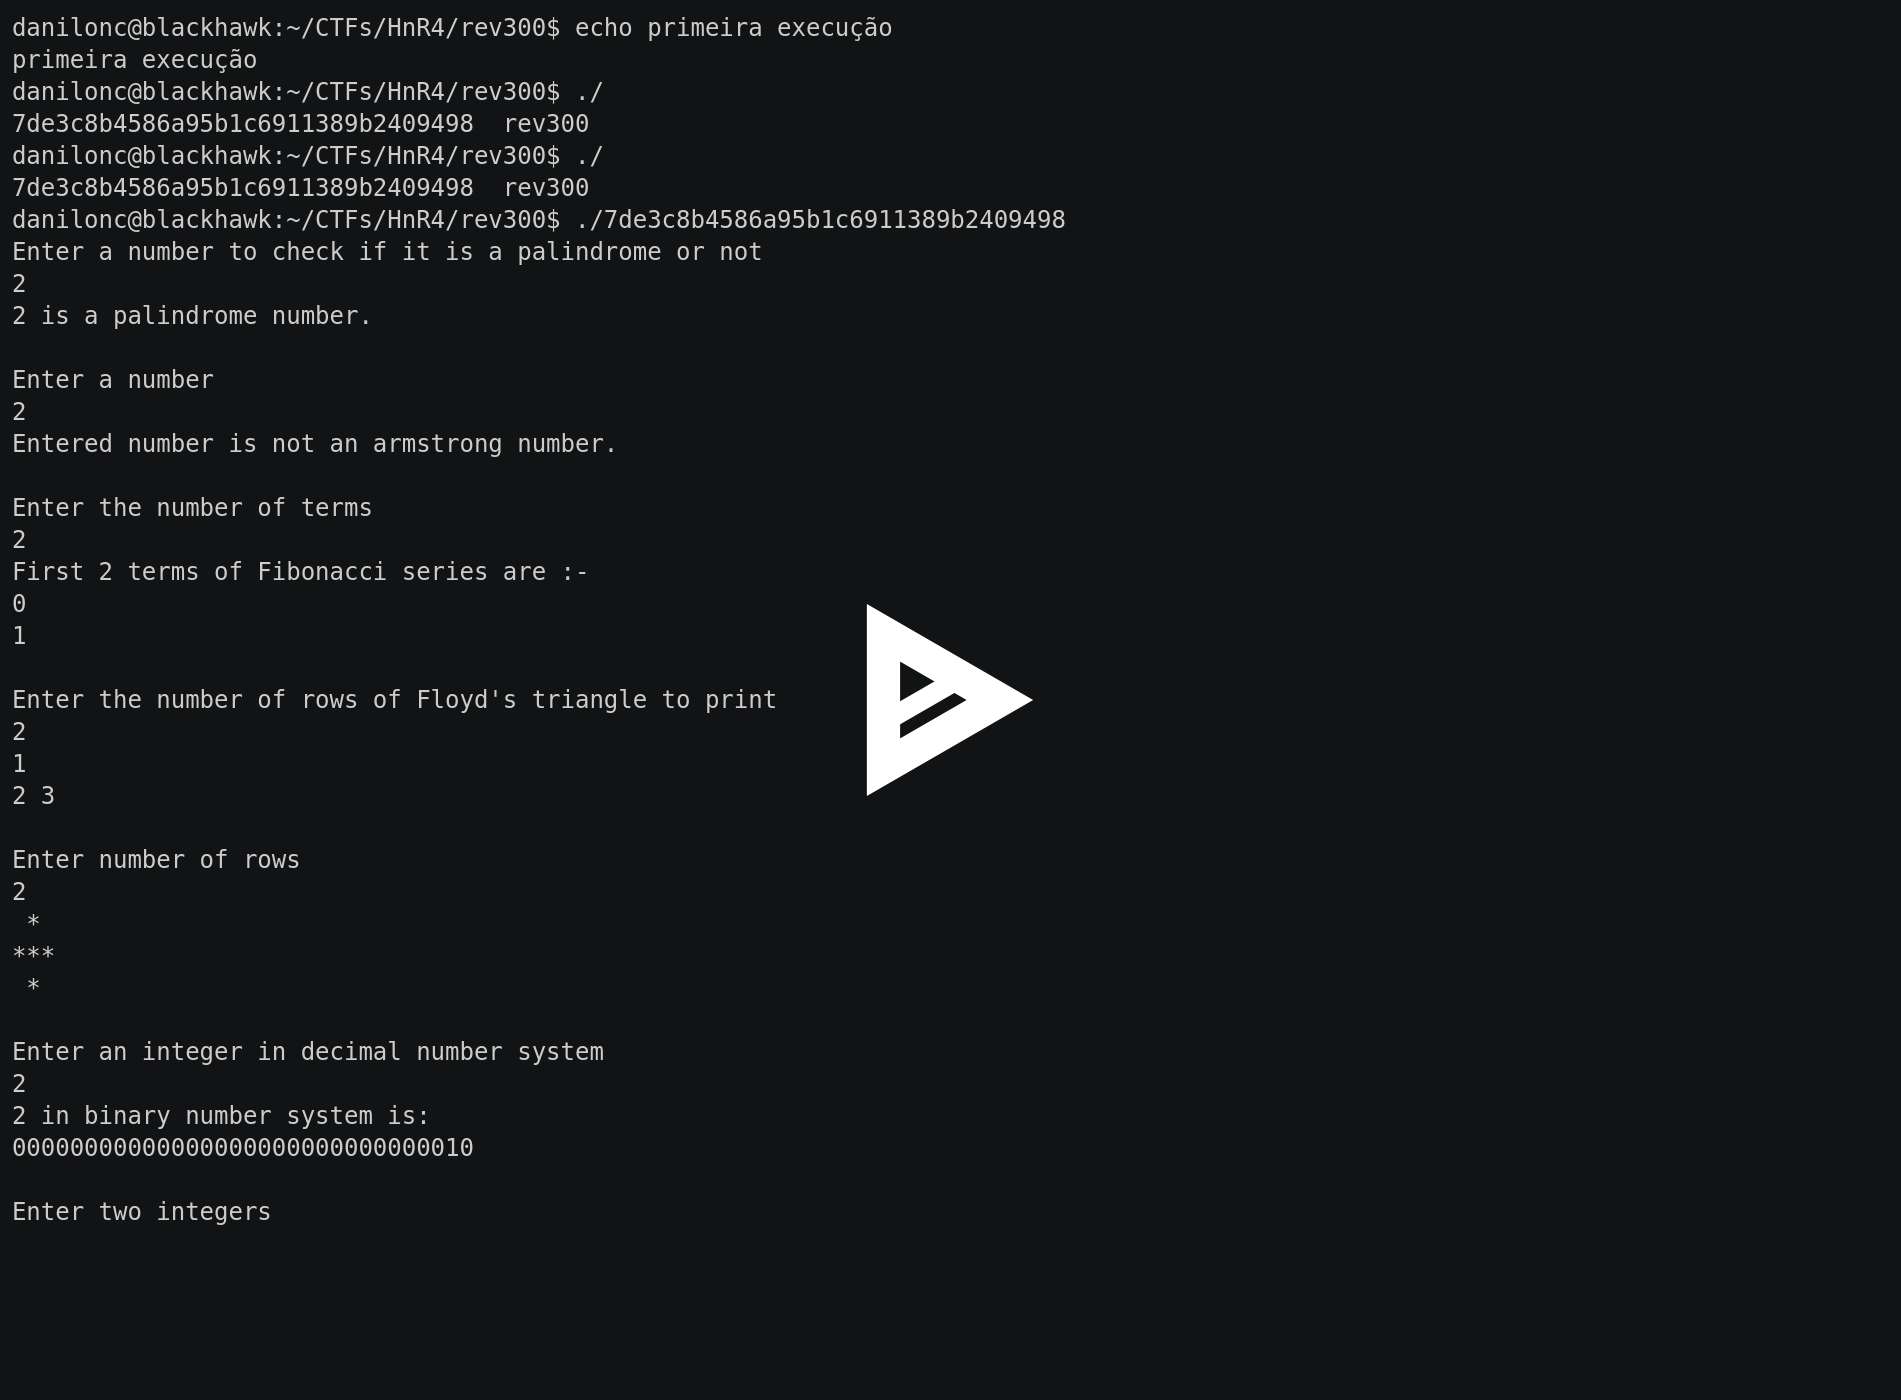 danilonc@blackhawk:~/CTFs/HnR4/rev300$ echo primeira execução
primeira execução
danilonc@blackhawk:~/CTFs/HnR4/rev300$ ./
7de3c8b4586a95b1c6911389b2409498  rev300
danilonc@blackhawk:~/CTFs/HnR4/rev300$ ./
7de3c8b4586a95b1c6911389b2409498  rev300
danilonc@blackhawk:~/CTFs/HnR4/rev300$ ./7de3c8b4586a95b1c6911389b2409498
Enter a number to check if it is a palindrome or not
2
2 is a palindrome number.

Enter a number
2
Entered number is not an armstrong number.

Enter the number of terms
2
First 2 terms of Fibonacci series are :-
0
1

Enter the number of rows of Floyd's triangle to print
2
1
2 3

Enter number of rows
2
 *
***
 *

Enter an integer in decimal number system
2
2 in binary number system is:
00000000000000000000000000000010

Enter two integers